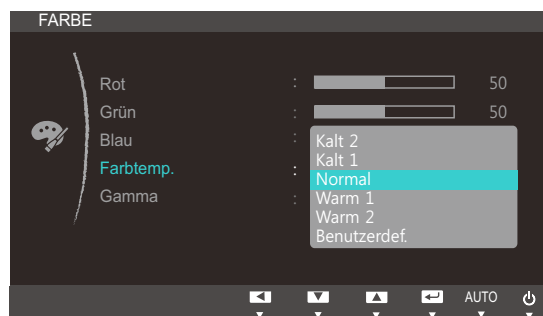 FARBE
Rot : 50
Grün : 50
Blau :
Farbtemp. :
Gamma :
Kalt 2
Kalt 1
Normal
Warm 1
Warm 2
Benutzerdef.
AUTO